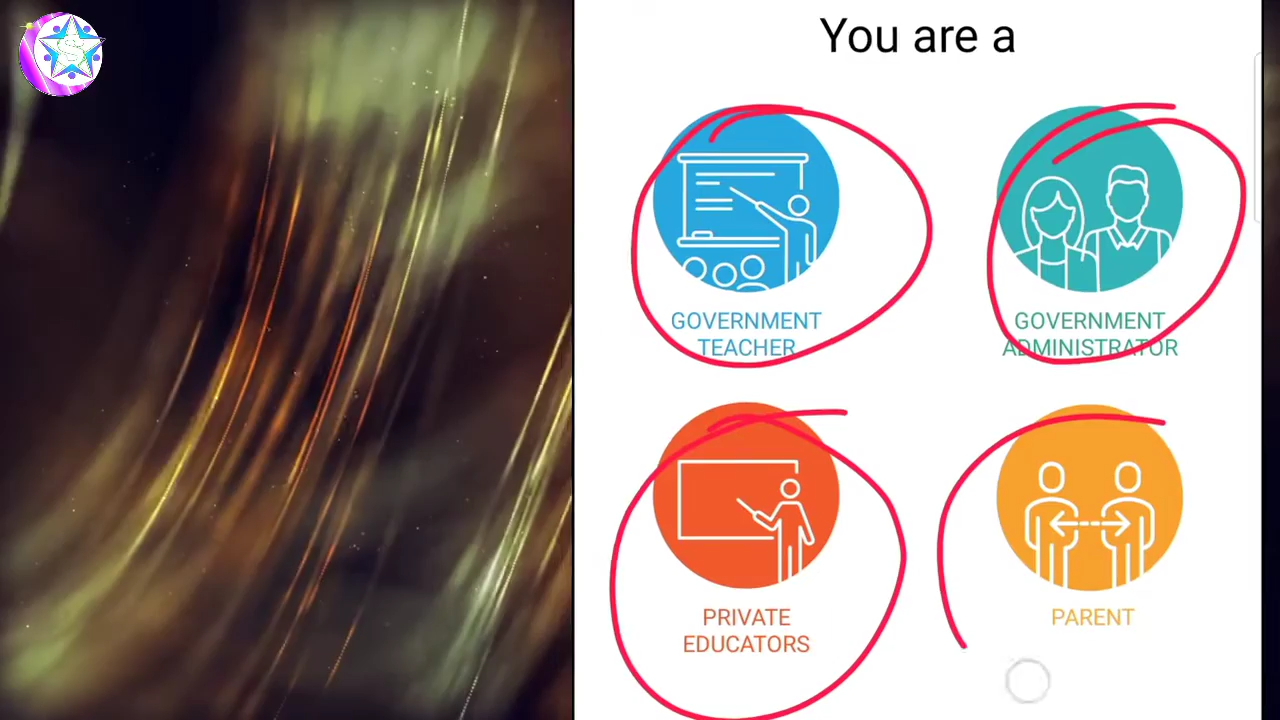 You are a
GOVERNMENT
TEACHER
GOVERNMENT
ADMINISTRATOR
PRIVATE
EDUCATORS
PARENT
S